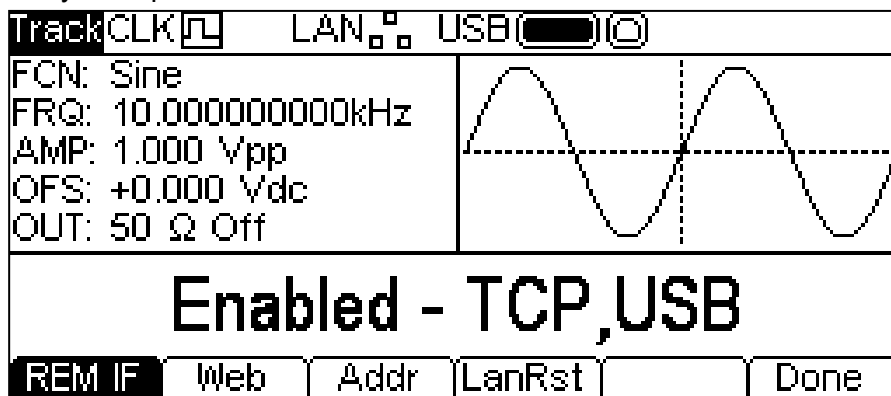 Track CLK LAN USB
FCN: Sine
FRQ: 10.000000000kHz
AMP: 1.000 Vpp
OFS: +0.000 Vdc
OUT: 50 Ω Off
Enabled - TCP,USB
REM IF Web Addr LanRst Done